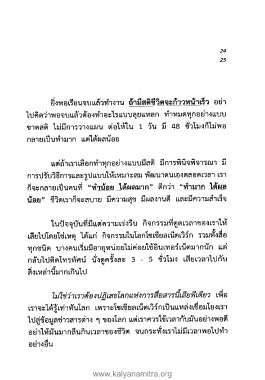 24
25
ยิ่งพอเรียนจบแล้วทำงาน ถ้ามีสติชีวิตจะก้าวหน้าเร็ว อย่า
ไปคิดว่าพอจบแล้วต้องทำอะไรแบบลุยแหลก ทำหมดทุกอย่างแบบ
ขาดสติ ไม่มีการวางแผน ต่อให้ใน 1 วัน มี 48 ชั่วโมงก็ไม่พอ
กลายเป็นทำมาก แต่ได้ผลน้อย
แต่ถ้าเราเลือกทำทุกอย่างแบบมีสติ มีการพินิจพิจารณา มี
การปรับวิธีการและรูปแบบให้เหมาะสม พัฒนาตนเองตลอดเวลา เรา
ก็จะกลายเป็นคนที่ “ทำน้อย ได้ผลมาก” ดีกว่า “ทำมาก ได้ผล
น้อย” ชีวิตเราก็จะสบาย มีความสุข มีผลงานดี และมีความสำเร็จ
ในปัจจุบันที่มีแต่ความเร่งรีบ กิจกรรมที่ดูดเวลาของเราให้
เสียไปโดยใช่เหตุ ได้แก่ กิจกรรมในโลกโซเชียลเน็ตเวิร์ก รวมทั้งสื่อ
ทุกชนิด บางคนเริ่มมีอายุหน่อยไม่ค่อยใช้อินเทอร์เน็ตมากนัก แต่
กลับไปติดโทรทัศน์ นั่งดูครั้งละ 3 - 5 ชั่วโมง เสียเวลาไปกับ
สิ่งเหล่านี้มากเกินไป
ไม่ใช่ว่าเราต้องปฏิเสธโลกแห่งการสื่อสารนี้เสียทีเดียว เพื่อ
เราจะได้รู้เท่าทันโลก เพราะโซเชียลเน็ตเวิร์กเป็นแหล่งเชื่อมโยงเรา
ไปสู่ข้อมูลข่าวสารต่าง ๆ ของโลก แต่เราควรใช้เวลากับมันอย่างพอดี
อย่าให้มันมากลืนกินเวลาของชีวิต จนกระทั่งเราไม่มีเวลาพอไปทำ
อย่างอื่น
www.kalyanamitra.org